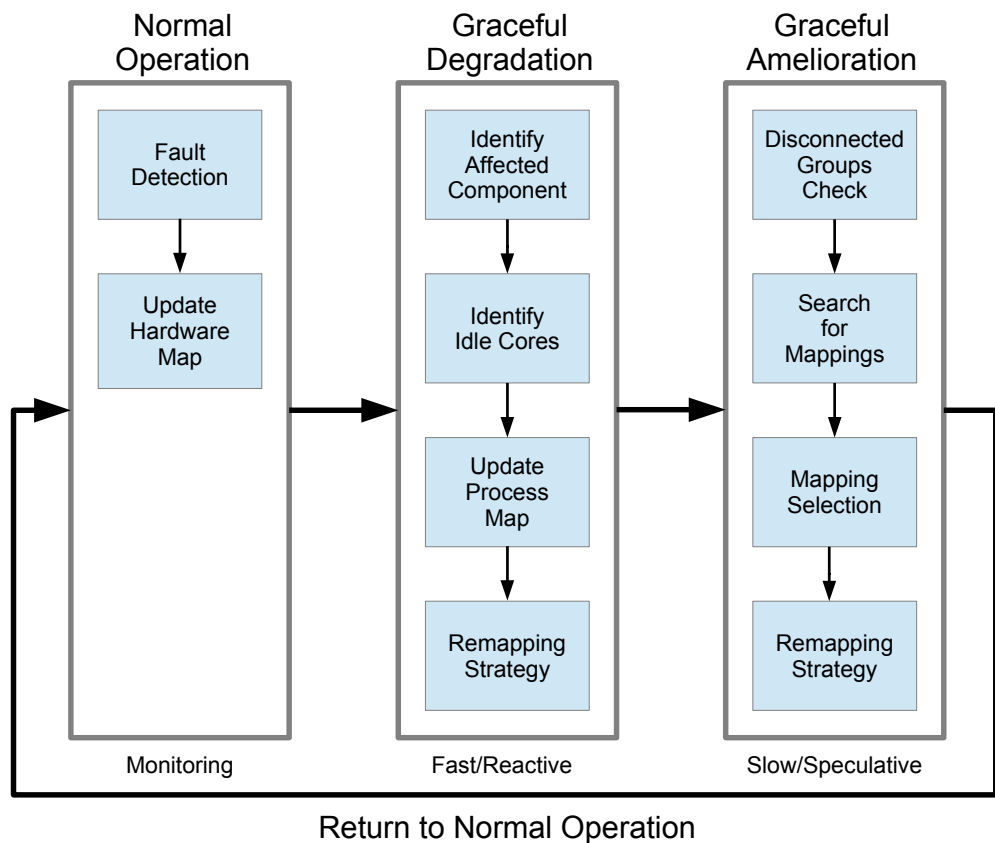 Normal
Operation
Fault
Detection
Update
Hardware
Map
Monitoring
Graceful
Degradation
Identify
Affected
Component
Identify
Idle Cores
Update
Process
Map
Remapping
Strategy
Fast/Reactive
Graceful
Amelioration
Disconnected
Groups
Check
Search
for
Mappings
Mapping
Selection
Remapping
Strategy
Slow/Speculative
Return to Normal Operation